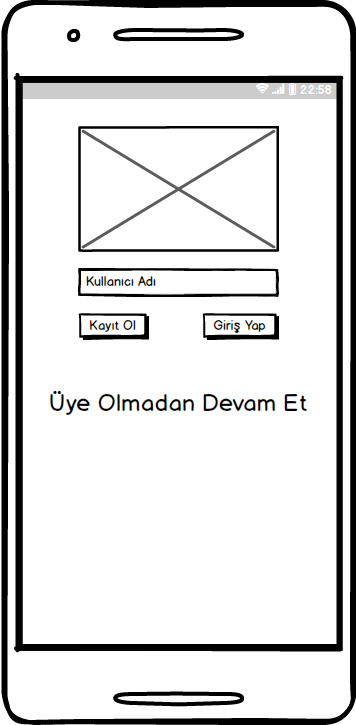 22:58
Kullanıcı Adı
Kayıt Ol
Giriş Yap
Üye Olmadan Devam Et